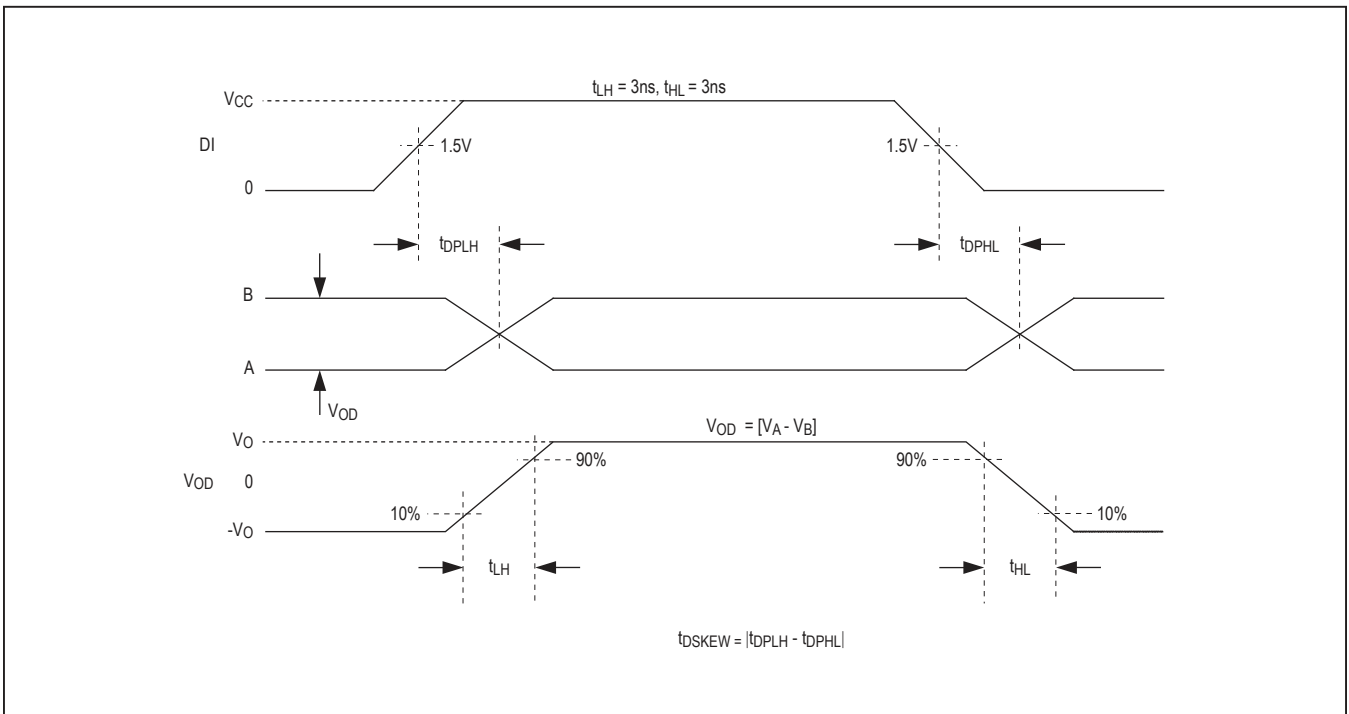 tLH = 3ns, tHL = 3ns
VCC
DI
1.5V
1.5V
0
tDPLH
tDPHL
B
A
VOD
VO
VOD = [VA - VB]
90%
90%
VOD 0
10%
10%
-VO
tLH
tHL
tDSKEW = |tDPLH - tDPHL|